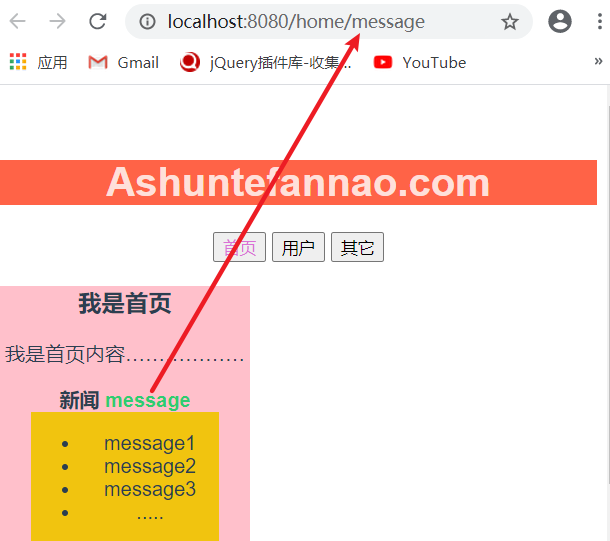 localhost:8080/home/message
应用 Gmail jQuery插件库-收集... YouTube »
Ashuntefannao.com
首页 用户 其它
我是首页
我是首页内容………………
新闻 message
message1
message2
message3
.....